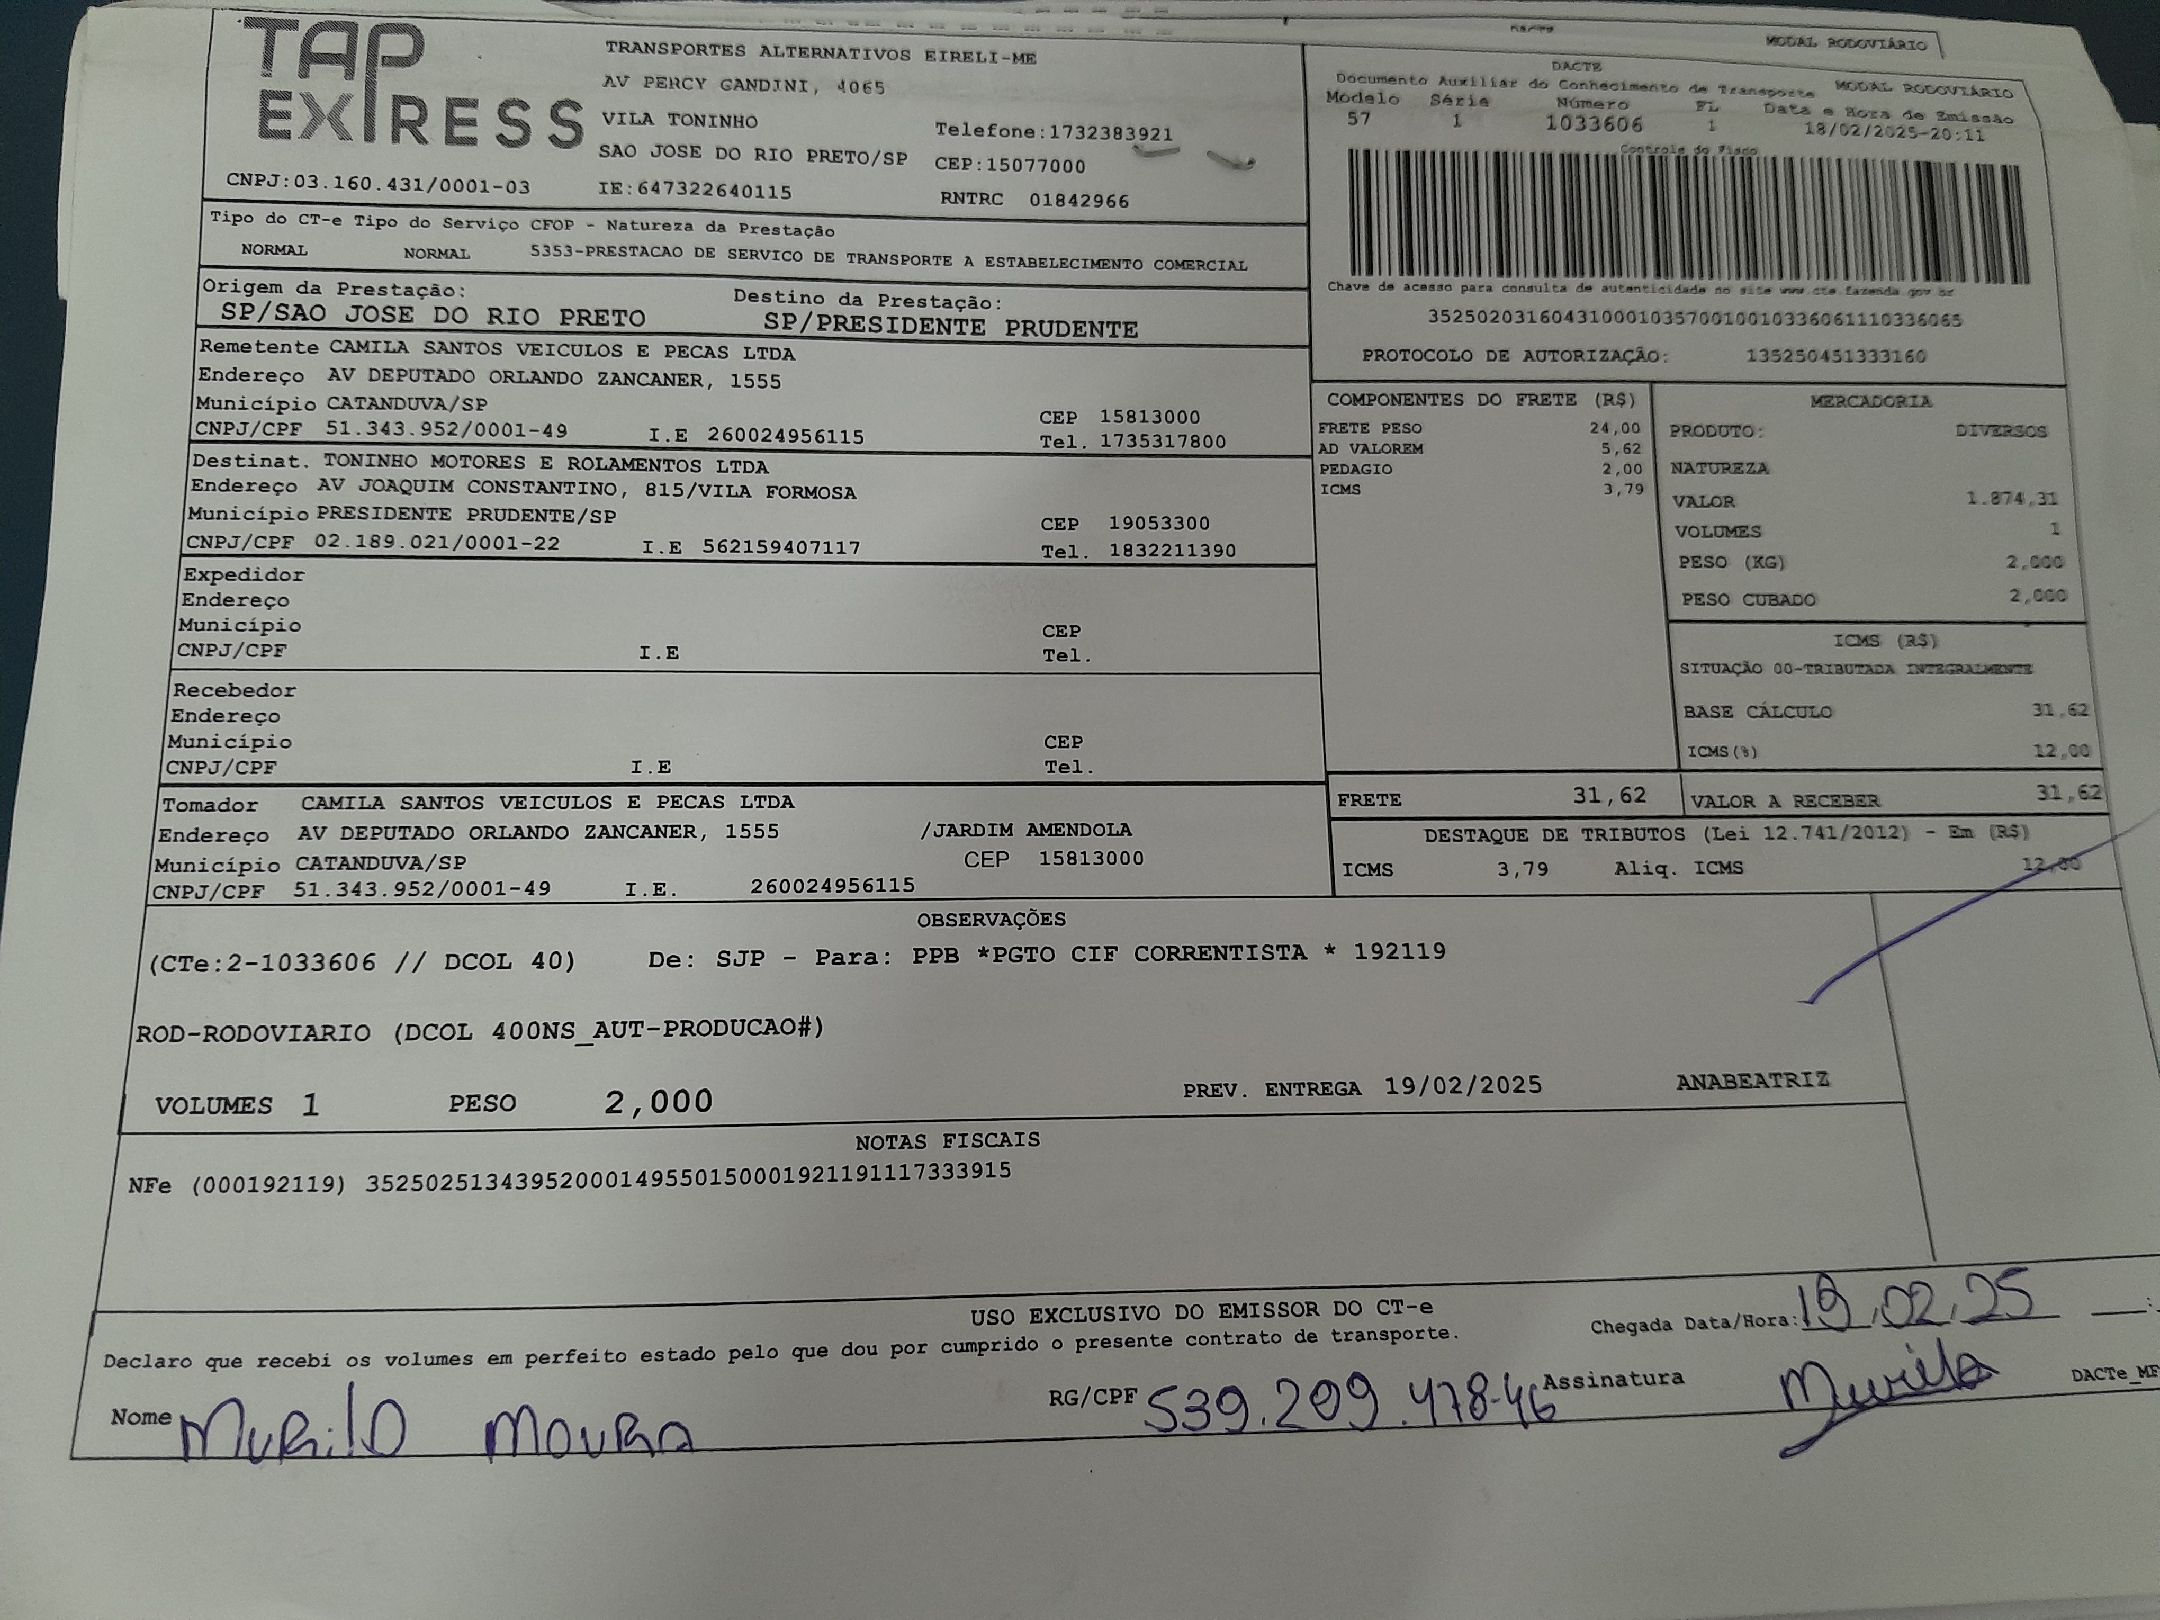 MODAL RODOVIÁRIO
TAP EXPRESS
TRANSPORTES ALTERNATIVOS EIRELI-ME
AV PERCY GANDINI, 4065
VILA TONINHO
Telefone:1732383921
SAO JOSE DO RIO PRETO/SP CEP:15077000
CNPJ:03.160.431/0001-03 IE:647322640115 RNTRC 01842966
DACTE
Documento Auxiliar do Conhecimento de Transporte MODAL RODOVIÁRIO
Modelo Série Número FL Data e Hora de Emissão
57 1 1033606 1 18/02/2025-20:11
Controle do Fisco
Chave de acesso para consulta de autenticidade no site www.cte.fazenda.gov.br
35250203160431000103570010010336061110336065
PROTOCOLO DE AUTORIZAÇÃO: 135250451333160
Tipo do CT-e Tipo do Serviço CFOP - Natureza da Prestação
NORMAL NORMAL 5353-PRESTACAO DE SERVICO DE TRANSPORTE A ESTABELECIMENTO COMERCIAL
Origem da Prestação: Destino da Prestação:
SP/SAO JOSE DO RIO PRETO SP/PRESIDENTE PRUDENTE
Remetente CAMILA SANTOS VEICULOS E PECAS LTDA
Endereço AV DEPUTADO ORLANDO ZANCANER, 1555
Município CATANDUVA/SP CEP 15813000
CNPJ/CPF 51.343.952/0001-49 I.E 260024956115 Tel. 1735317800
Destinat. TONINHO MOTORES E ROLAMENTOS LTDA
Endereço AV JOAQUIM CONSTANTINO, 815/VILA FORMOSA
Município PRESIDENTE PRUDENTE/SP CEP 19053300
CNPJ/CPF 02.189.021/0001-22 I.E 562159407117 Tel. 1832211390
Expedidor
Endereço
Município CEP
CNPJ/CPF I.E Tel.
Recebedor
Endereço
Município CEP
CNPJ/CPF I.E Tel.
COMPONENTES DO FRETE (R$)
FRETE PESO 24,00
AD VALOREM 5,62
PEDAGIO 2,00
ICMS 3,79
MERCADORIA
PRODUTO: DIVERSOS
NATUREZA
VALOR 1.874,31
VOLUMES 1
PESO (KG) 2,000
PESO CUBADO 2,000
ICMS (R$)
SITUAÇÃO 00-TRIBUTADA INTEGRALMENTE
BASE CÁLCULO 31,62
ICMS(%) 12,00
Tomador CAMILA SANTOS VEICULOS E PECAS LTDA
Endereço AV DEPUTADO ORLANDO ZANCANER, 1555 /JARDIM AMENDOLA
Município CATANDUVA/SP CEP 15813000
CNPJ/CPF 51.343.952/0001-49 I.E. 260024956115
FRETE 31,62 VALOR A RECEBER 31,62
DESTAQUE DE TRIBUTOS (Lei 12.741/2012) - Em (R$)
ICMS 3,79 Aliq. ICMS 12,00
OBSERVAÇÕES
(CTe:2-1033606 // DCOL 40) De: SJP - Para: PPB *PGTO CIF CORRENTISTA * 192119
ROD-RODOVIARIO (DCOL 400NS_AUT-PRODUCAO#)
VOLUMES 1 PESO 2,000 PREV. ENTREGA 19/02/2025 ANABEATRIZ
NOTAS FISCAIS
NFe (000192119) 35250251343952000149550150001921191117333915
USO EXCLUSIVO DO EMISSOR DO CT-e
Chegada Data/Hora: 19.02.25 __:
Declaro que recebi os volumes em perfeito estado pelo que dou por cumprido o presente contrato de transporte.
Nome Murilo Moura RG/CPF 539.209.478-46 Assinatura Murilo DACTe_MF